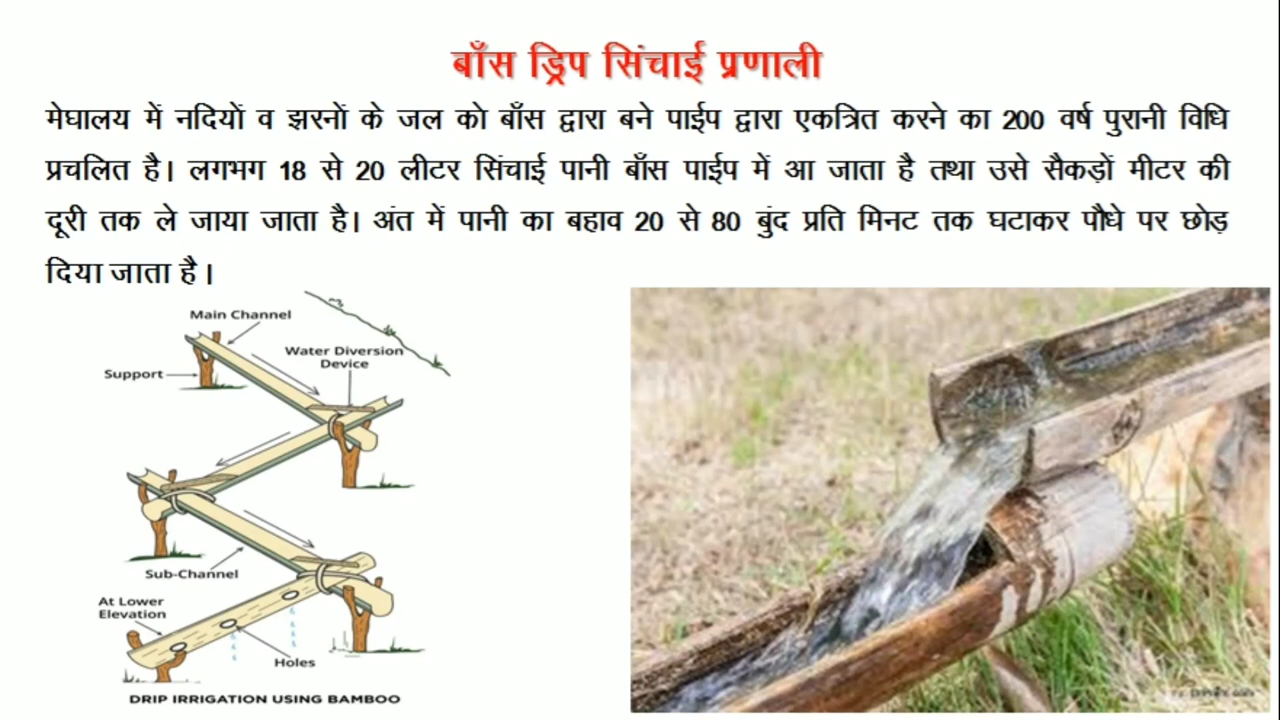 बाँस ड्रिप सिंचाई प्रणाली
मेघालय में नदियों व झरनों के जल को बाँस द्वारा बने पाईप द्वारा एकत्रित करने का 200 वर्ष पुरानी विधि
प्रचलित है। लगभग 18 से 20 लीटर सिंचाई पानी बाँस पाईप में आ जाता है तथा उसे सैकड़ों मीटर की
दूरी तक ले जाया जाता है। अंत में पानी का बहाव 20 से 80 बुंद प्रति मिनट तक घटाकर पौधे पर छोड़
दिया जाता है।
Main Channel
Water Diversion
Device
Support
Sub-Channel
At Lower
Elevation
Holes
DRIP IRRIGATION USING BAMBOO